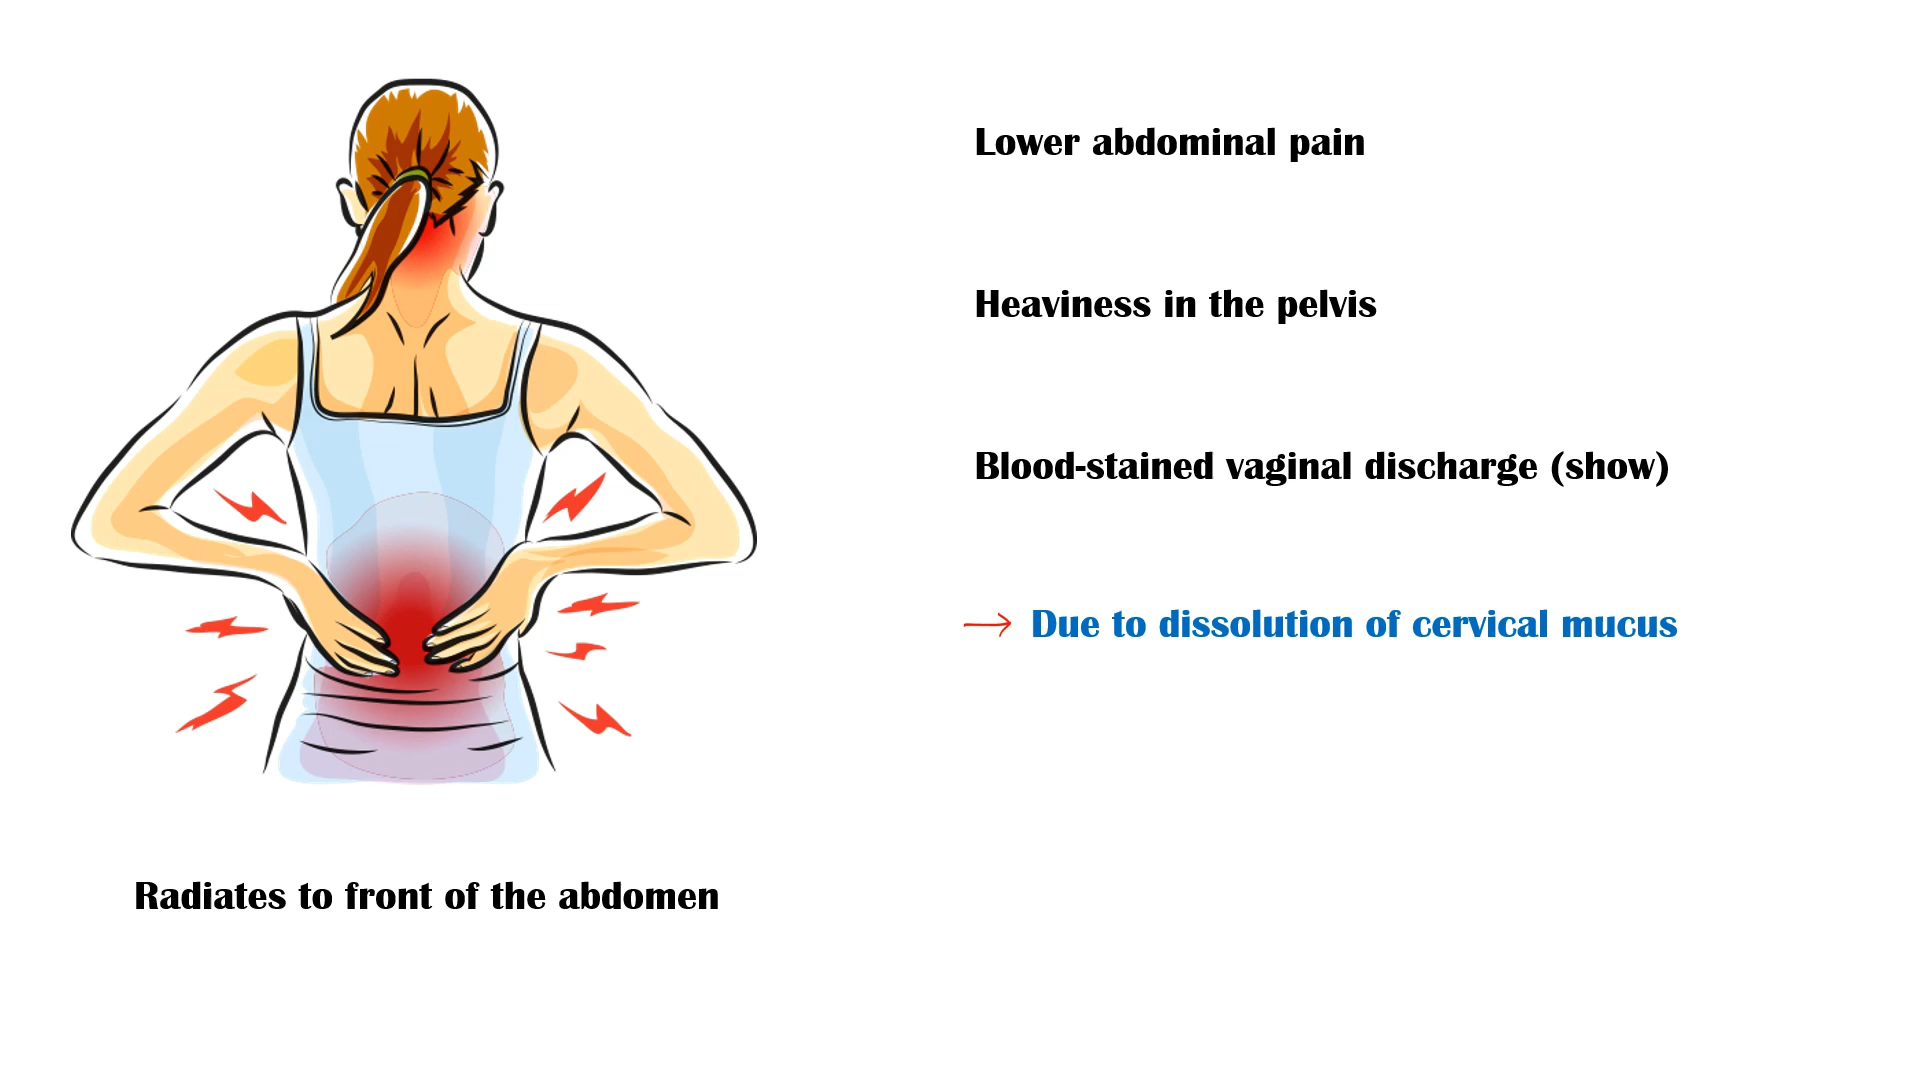 Lower abdominal pain
Heaviness in the pelvis
Blood-stained vaginal discharge (show)
→ Due to dissolution of cervical mucus
Radiates to front of the abdomen